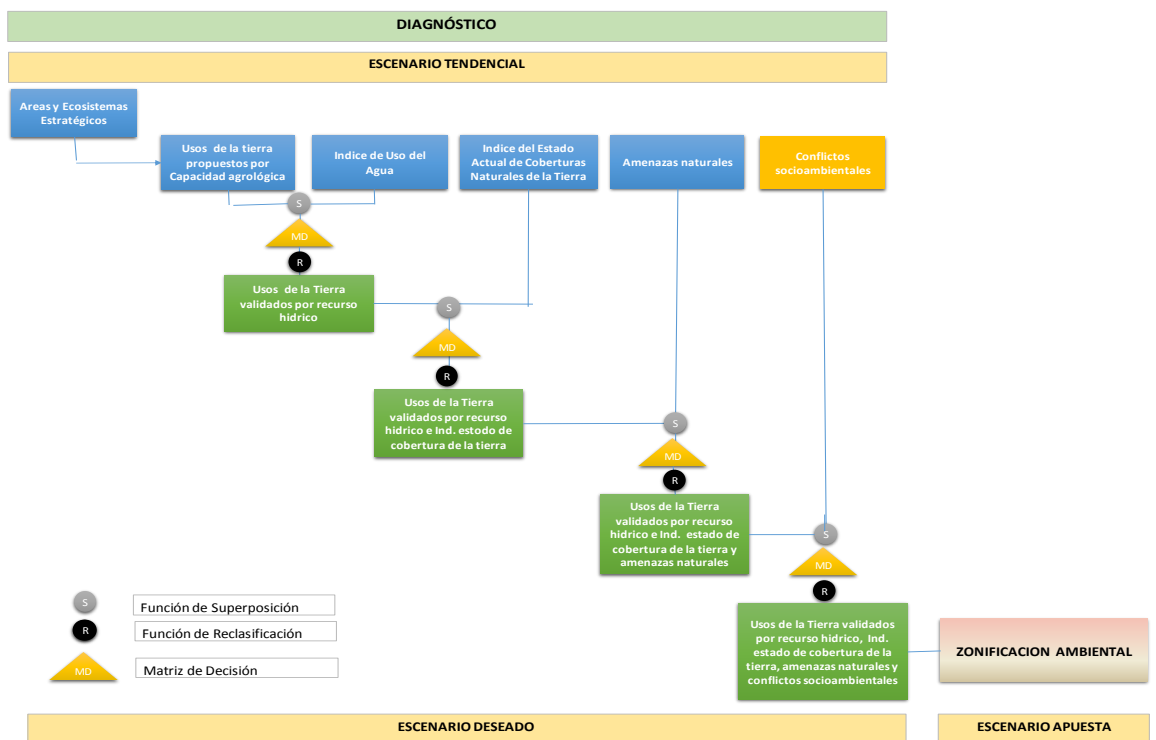 DIAGNÓSTICO
ESCENARIO TENDENCIAL
Areas y Ecosistemas
Estratégicos
Usos de la tierra
propuestos por
Capacidad agrológica
Indice de Uso del
Agua
Indice del Estado
Actual de Coberturas
Naturales de la Tierra
Amenazas naturales
Conflictos
socioambientales
S
MD
R
Usos de la Tierra
validados por recurso
hidrico
S
MD
R
Usos de la Tierra
validados por recurso
hidrico e Ind. estodo de
cobertura de la tierra
S
MD
R
Usos de la Tierra
validados por recurso
hidrico e Ind. estado de
cobertura de la tierra y
amenazas naturales
S
MD
R
Usos de la Tierra validados
por recurso hidrico, Ind.
estado de cobertura de la
tierra, amenazas naturales y
conflictos socioambientales
ZONIFICACION AMBIENTAL
S
Función de Superposición
R
Función de Reclasificación
MD
Matriz de Decisión
ESCENARIO DESEADO
ESCENARIO APUESTA